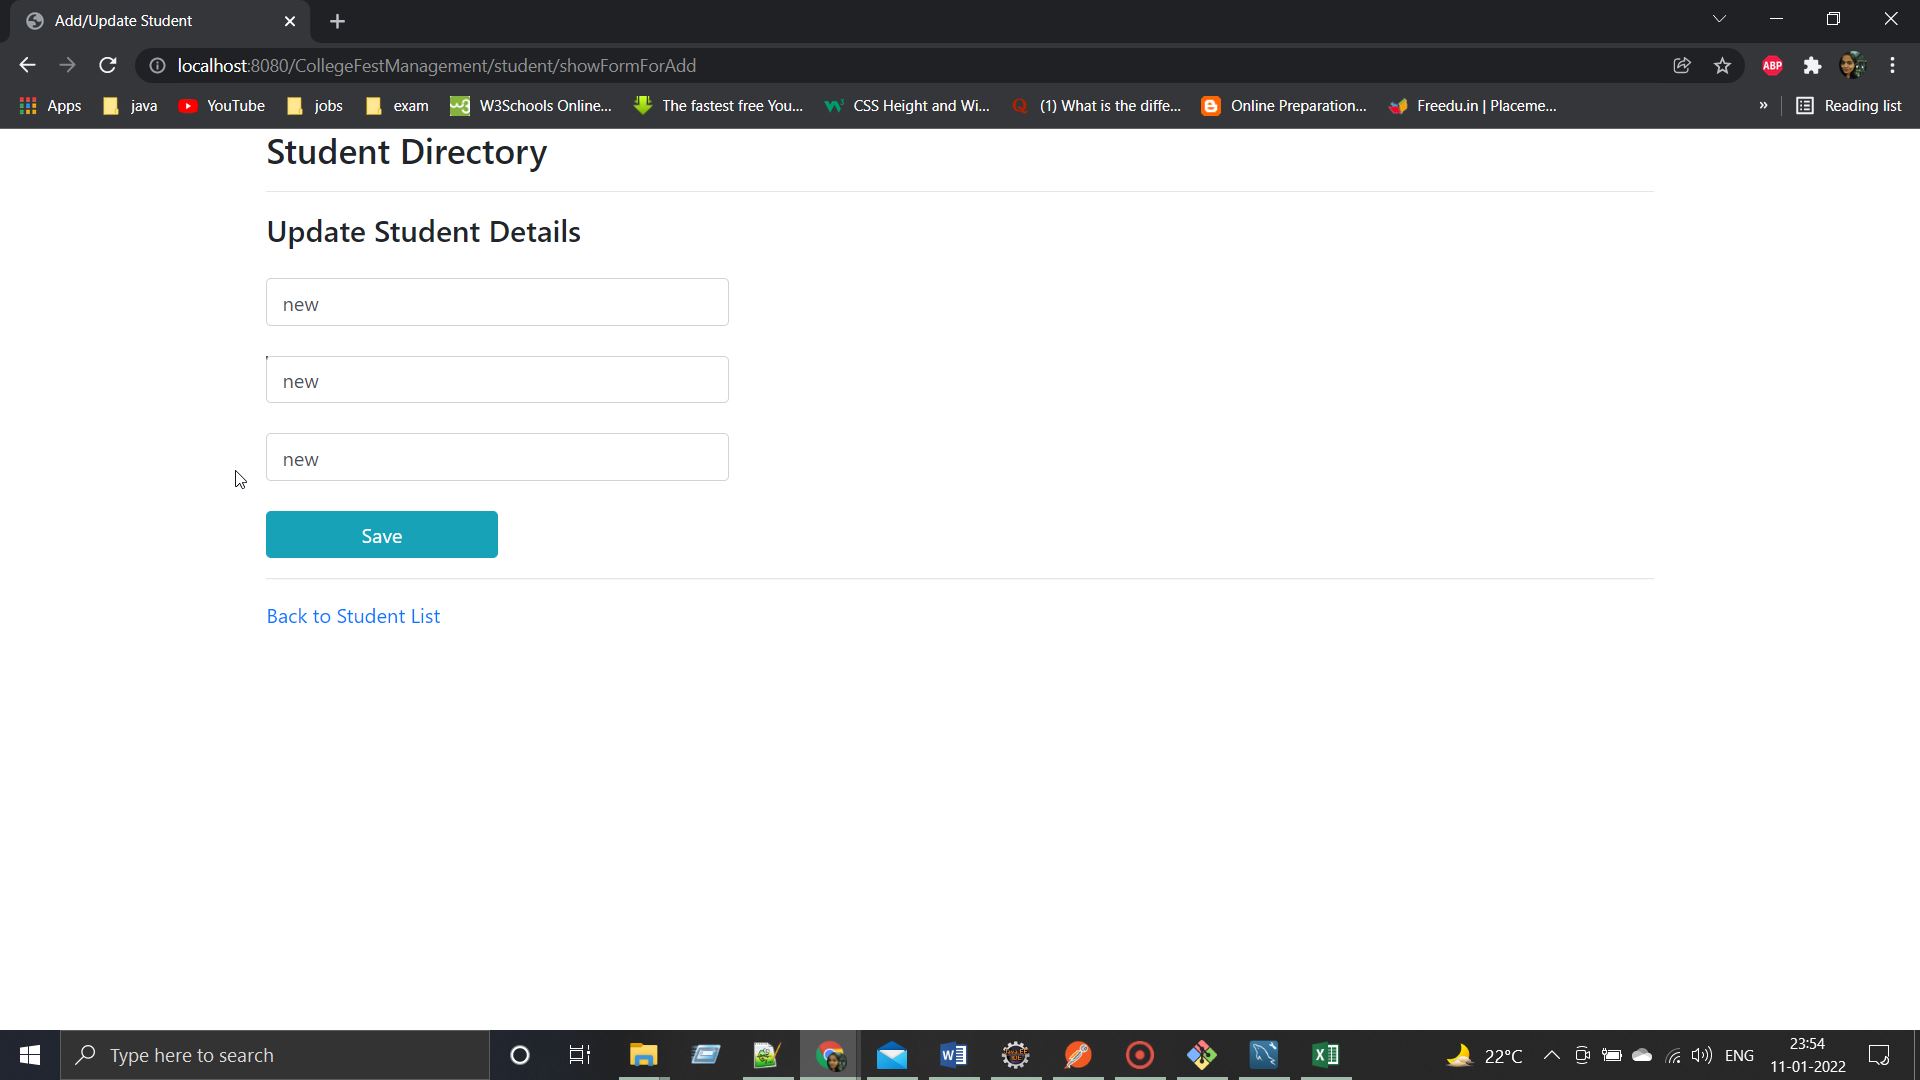 Add/Update Student
localhost:8080/CollegeFestManagement/student/showFormForAdd
ABP
Apps java YouTube jobs exam W3Schools Online... The fastest free You... CSS Height and Wi... (1) What is the diffe... Online Preparation... Freedu.in | Placeme... » Reading list
Student Directory
Update Student Details
new
new
new
Save
Back to Student List
Type here to search 22°C ENG 23:54
11-01-2022